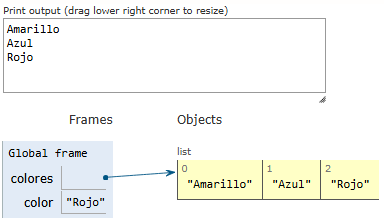 Print output (drag lower right corner to resize)
Amarillo
Azul
Rojo
Frames
Objects
Global frame
colores
color "Rojo"
list
0 1 2
"Amarillo" "Azul" "Rojo"